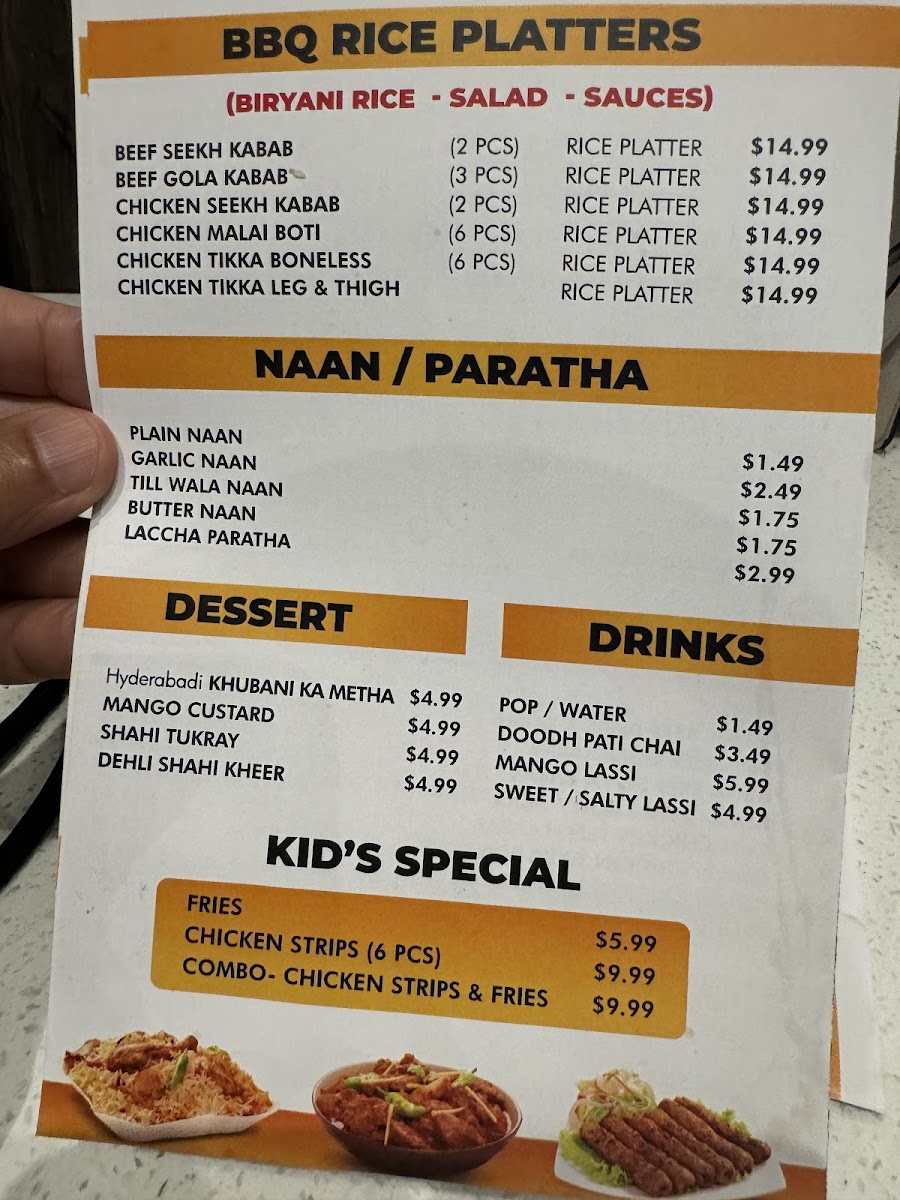 BBQ RICE PLATTERS
(BIRYANI RICE - SALAD - SAUCES)
BEEF SEEKH KABAB (2 PCS) RICE PLATTER $14.99
BEEF GOLA KABAB (3 PCS) RICE PLATTER $14.99
CHICKEN SEEKH KABAB (2 PCS) RICE PLATTER $14.99
CHICKEN MALAI BOTI (6 PCS) RICE PLATTER $14.99
CHICKEN TIKKA BONELESS (6 PCS) RICE PLATTER $14.99
CHICKEN TIKKA LEG & THIGH RICE PLATTER $14.99
NAAN / PARATHA
PLAIN NAAN $1.49
GARLIC NAAN $2.49
TILL WALA NAAN $1.75
BUTTER NAAN $1.75
LACCHA PARATHA $2.99
DESSERT
Hyderabadi KHUBANI KA METHA $4.99
MANGO CUSTARD $4.99
SHAHI TUKRAY $4.99
DEHLI SHAHI KHEER $4.99
DRINKS
POP / WATER $1.49
DOODH PATI CHAI $3.49
MANGO LASSI $5.99
SWEET / SALTY LASSI $4.99
KID'S SPECIAL
FRIES $5.99
CHICKEN STRIPS (6 PCS) $9.99
COMBO- CHICKEN STRIPS & FRIES $9.99